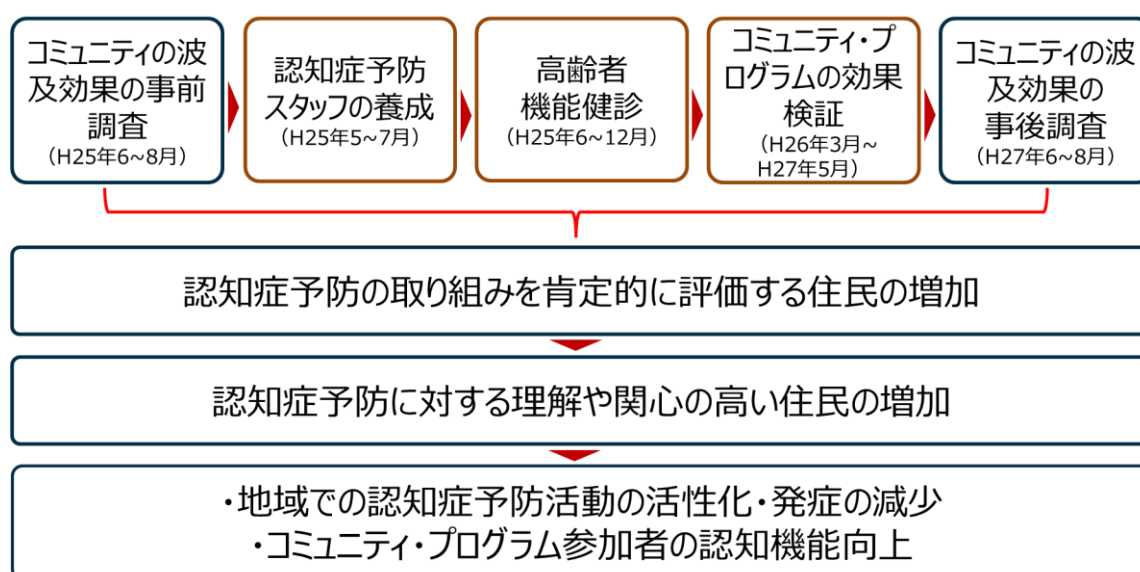 コミュニティの波
及効果の事前
調査
（H25年6~8月）
認知症予防
スタッフの養成
（H25年5~7月）
高齢者
機能健診
（H25年6~12月）
コミュニティ・プ
ログラムの効果
検証
（H26年3月~
H27年5月）
コミュニティの波
及効果の
事後調査
（H27年6~8月）
認知症予防の取り組みを肯定的に評価する住民の増加
認知症予防に対する理解や関心の高い住民の増加
・地域での認知症予防活動の活性化・発症の減少
・コミュニティ・プログラム参加者の認知機能向上